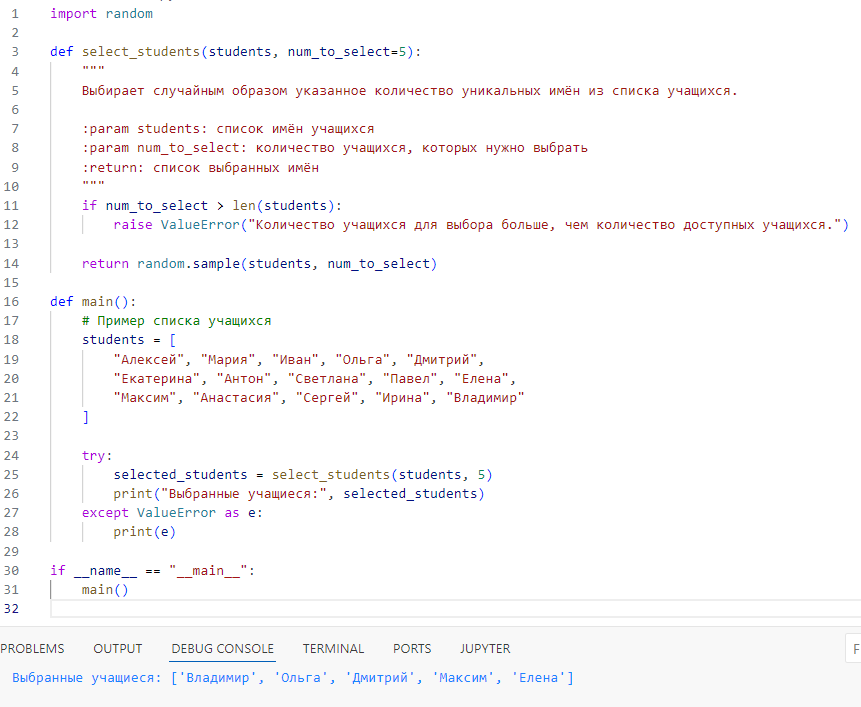 1 import random
2
3 def select_students(students, num_to_select=5):
4 """
5 Выбирает случайным образом указанное количество уникальных имён из списка учащихся.
6
7 :param students: список имён учащихся
8 :param num_to_select: количество учащихся, которых нужно выбрать
9 :return: список выбранных имён
10 """
11 if num_to_select > len(students):
12 raise ValueError("Количество учащихся для выбора больше, чем количество доступных учащихся.")
13
14 return random.sample(students, num_to_select)
15
16 def main():
17 # Пример списка учащихся
18 students = [
19 "Алексей", "Мария", "Иван", "Ольга", "Дмитрий",
20 "Екатерина", "Антон", "Светлана", "Павел", "Елена",
21 "Максим", "Анастасия", "Сергей", "Ирина", "Владимир"
22 ]
23
24 try:
25 selected_students = select_students(students, 5)
26 print("Выбранные учащиеся:", selected_students)
27 except ValueError as e:
28 print(e)
29
30 if __name__ == "__main__":
31 main()
32
PROBLEMS OUTPUT DEBUG CONSOLE TERMINAL PORTS JUPYTER F
Выбранные учащиеся: ['Владимир', 'Ольга', 'Дмитрий', 'Максим', 'Елена']